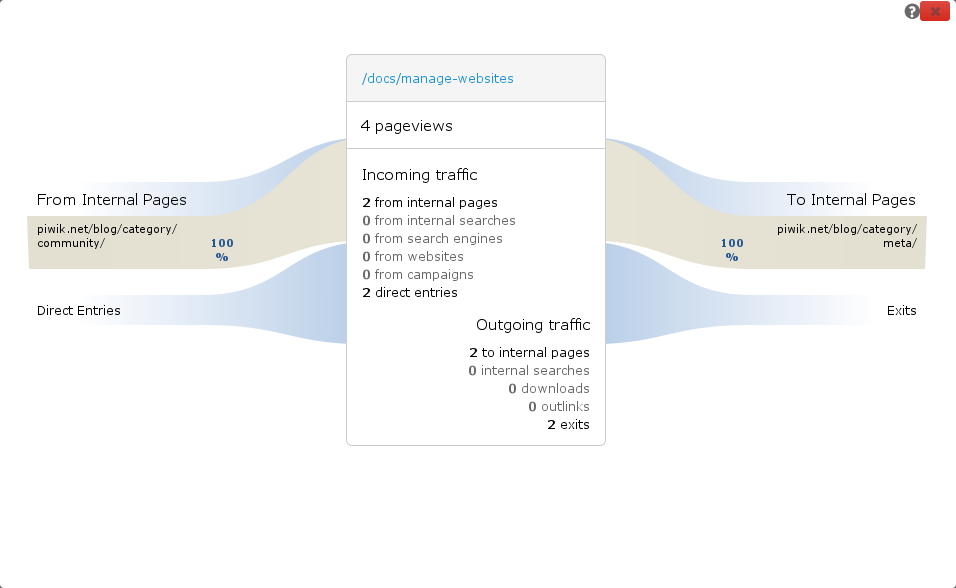 ?
/docs/manage-websites
4 pageviews
Incoming traffic
2 from internal pages
0 from internal searches
0 from search engines
0 from websites
0 from campaigns
2 direct entries
Outgoing traffic
2 to internal pages
0 internal searches
0 downloads
0 outlinks
2 exits
From Internal Pages
piwik.net/blog/category/
community/
100
%
Direct Entries
To Internal Pages
100
%
piwik.net/blog/category/
meta/
Exits